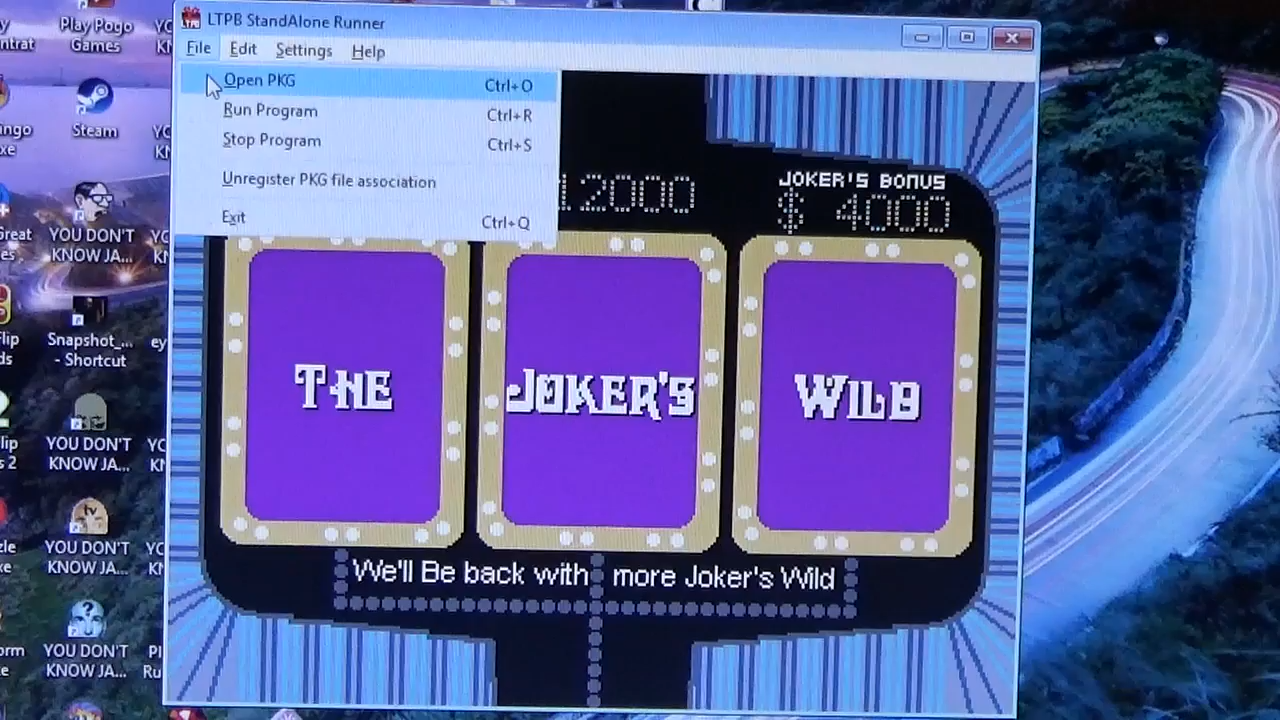 LTPB StandAlone Runner
File Edit Settings Help
Open PKG Ctrl+O
Run Program Ctrl+R
Stop Program Ctrl+S
Unregister PKG file association
Exit Ctrl+Q
12000
JOKER'S BONUS
$ 4000
THE JOKER'S WILD
We'll Be back with more Joker's Wild
Play Pogo
Games
Steam
YOU DON'T
KNOW JA...
Snapshot_...
- Shortcut
YOU DON'T
KNOW JA...
YOU DON'T
KNOW JA...
YOU DON'T
KNOW JA...